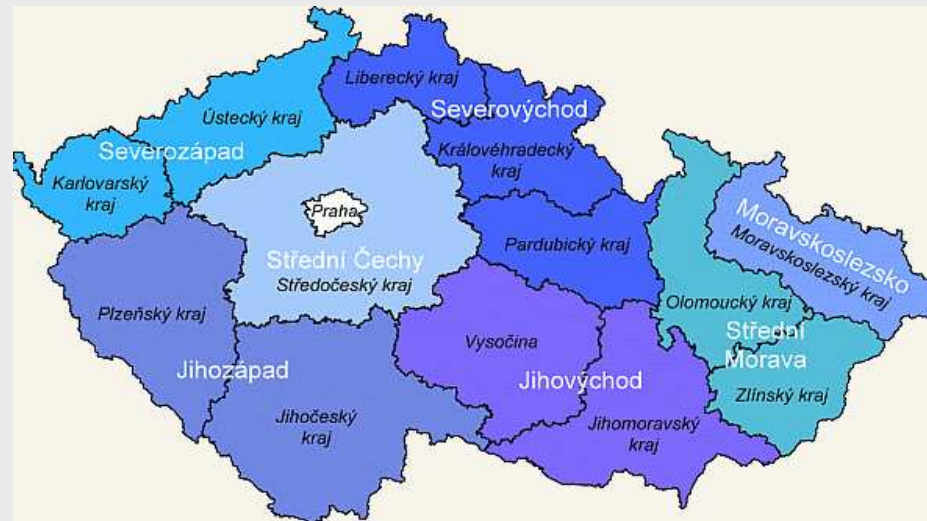 Liberecký kraj
Severovýchod
Ústecký kraj
Severozápad
Královéhradecký
kraj
Karlovarský
kraj
Praha
Moravskoslezsko
Moravskoslezský kraj
Pardubický kraj
Střední Čechy
Středočeský kraj
Olomoucký kraj
Plzeňský kraj
Vysočina
Střední
Morava
Jihozápad
Jihovýchod
Zlínský kraj
Jihočeský
kraj
Jihomoravský
kraj